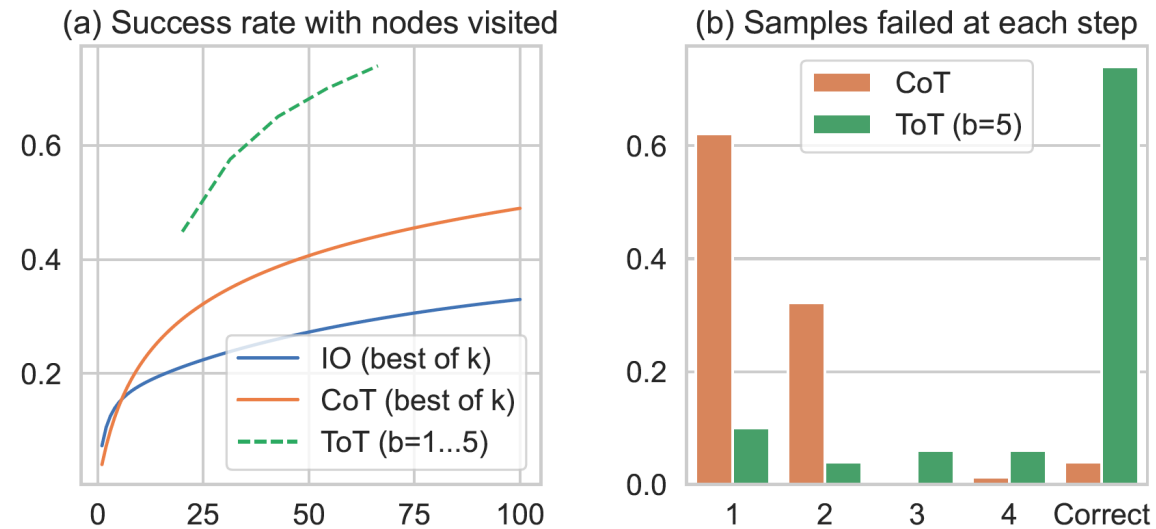 (a) Success rate with nodes visited
0.6
0.4
0.2
IO (best of k)
CoT (best of k)
ToT (b=1...5)
0 25 50 75 100
(b) Samples failed at each step
CoT
ToT (b=5)
0.6
0.4
0.2
0.0
1 2 3 4 Correct